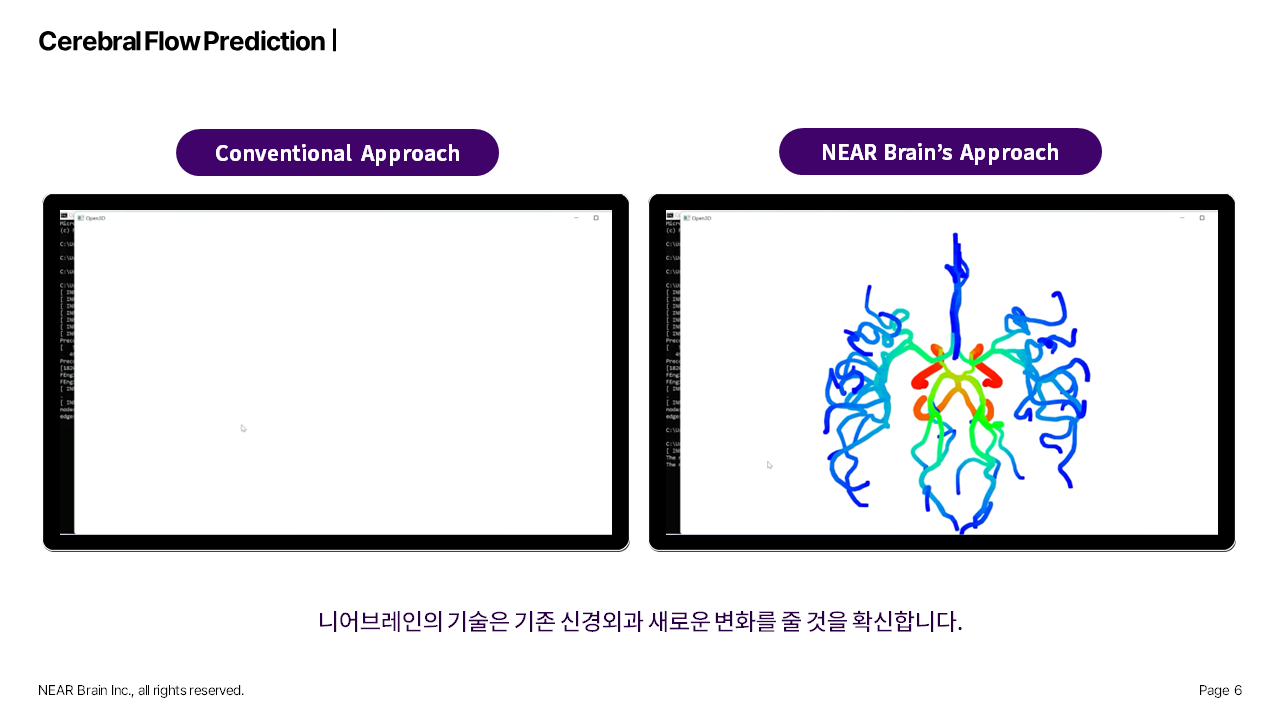 Cerebral Flow Prediction |
Conventional Approach
NEAR Brain’s Approach
Open3D
Open3D
니어브레인의 기술은 기존 신경외과 새로운 변화를 줄 것을 확신합니다.
NEAR Brain Inc., all rights reserved.
Page 6